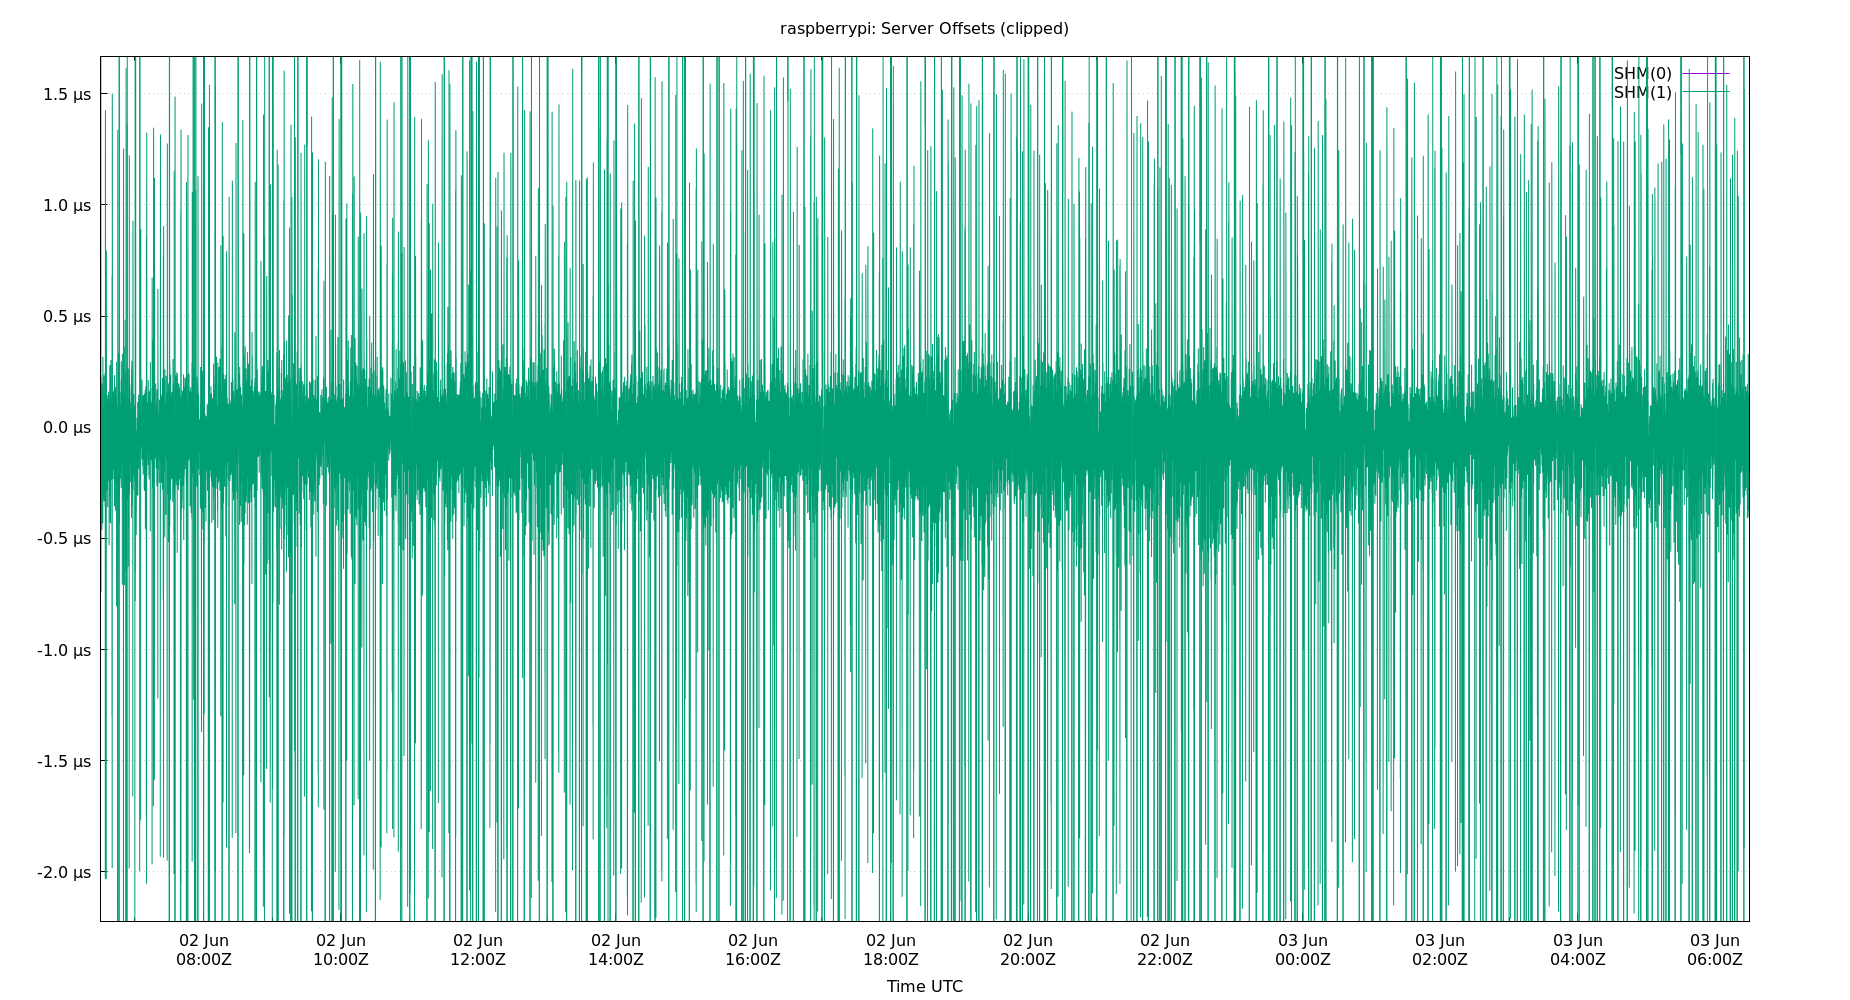 raspberrypi: Server Offsets (clipped)
SHM(0)
SHM(1)
1.5 µs
1.0 µs
0.5 µs
0.0 µs
-0.5 µs
-1.0 µs
-1.5 µs
-2.0 µs
02 Jun 02 Jun 02 Jun 02 Jun 02 Jun 02 Jun 02 Jun 02 Jun 03 Jun 03 Jun 03 Jun 03 Jun
08:00Z 10:00Z 12:00Z 14:00Z 16:00Z 18:00Z 20:00Z 22:00Z 00:00Z 02:00Z 04:00Z 06:00Z
Time UTC